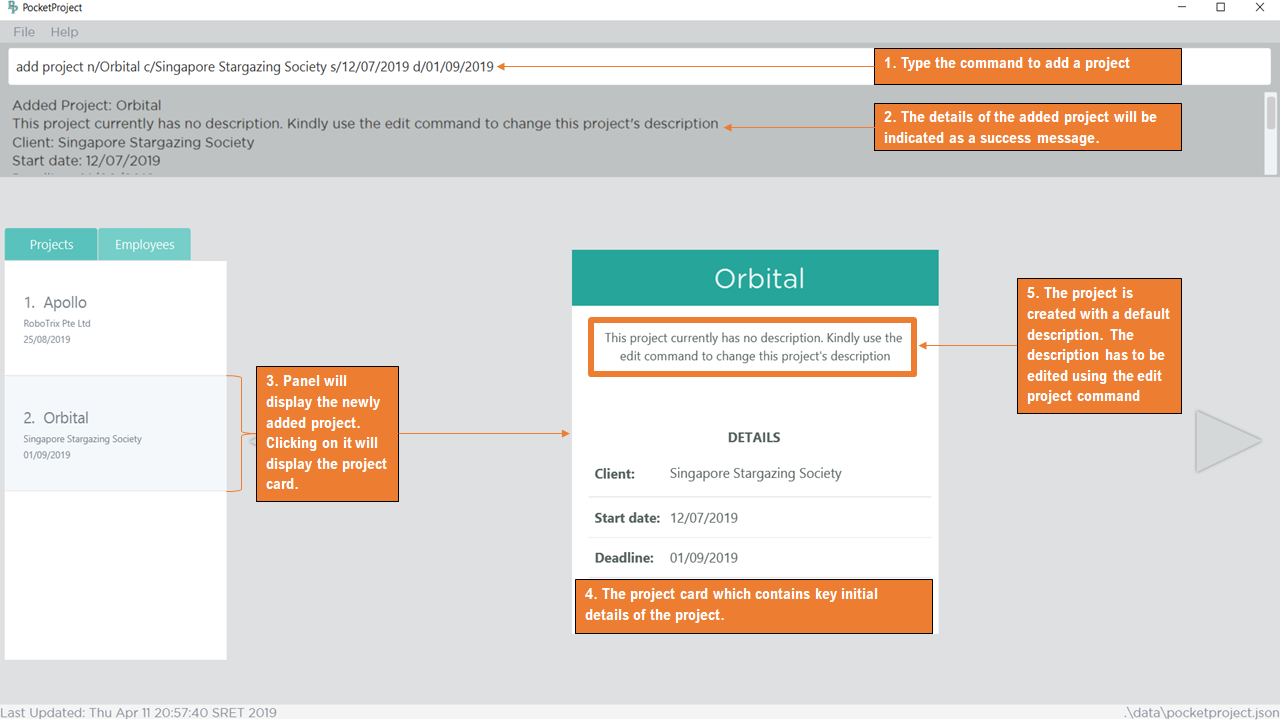 PocketProject
File Help
add project n/Orbital c/Singapore Stargazing Society s/12/07/2019 d/01/09/2019
1. Type the command to add a project
Added Project: Orbital
This project currently has no description. Kindly use the edit command to change this project's description
Client: Singapore Stargazing Society
Start date: 12/07/2019
2. The details of the added project will be
indicated as a success message.
Projects Employees
1. Apollo
RoboTrix Pte Ltd
25/08/2019
2. Orbital
Singapore Stargazing Society
01/09/2019
3. Panel will
display the newly
added project.
Clicking on it will
display the project
card.
Orbital
This project currently has no description. Kindly use the
edit command to change this project's description
DETAILS
Client: Singapore Stargazing Society
Start date: 12/07/2019
Deadline: 01/09/2019
4. The project card which contains key initial
details of the project.
5. The project is
created with a default
description. The
description has to be
edited using the edit
project command
Last Updated: Thu Apr 11 20:57:40 SRET 2019
.\data\pocketproject.json